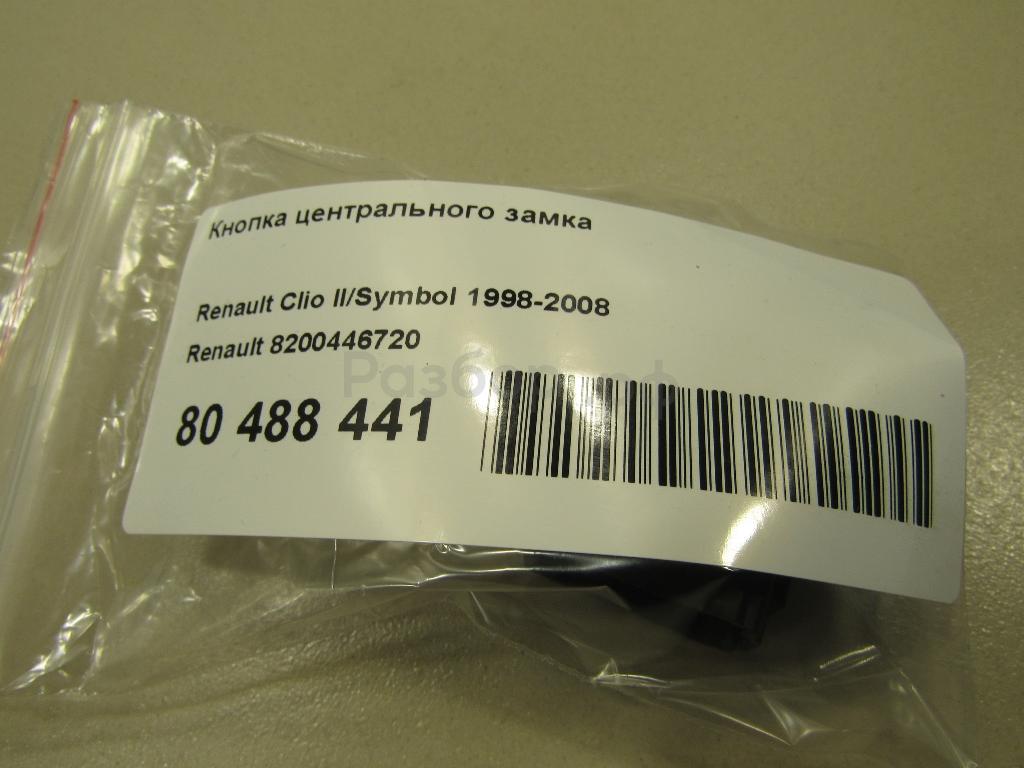 Кнопка центрального замка
Renault Clio II/Symbol 1998-2008
Renault 8200446720
80 488 441